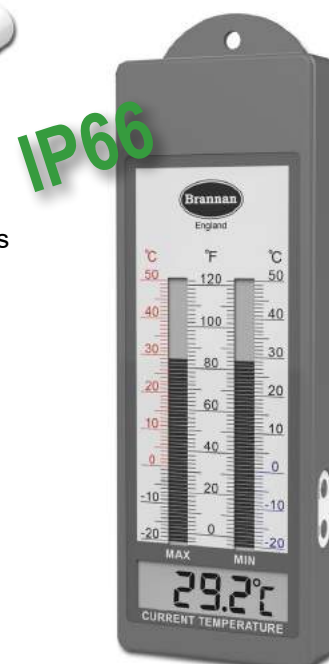 IP66
s
Brannan
England
°C °F °C
50 120 50
40 100 40
30 80 30
20 60 20
10 40 10
0 20 0
-10 0 -10
-20 -20
MAX MIN
29.2°C
CURRENT TEMPERATURE